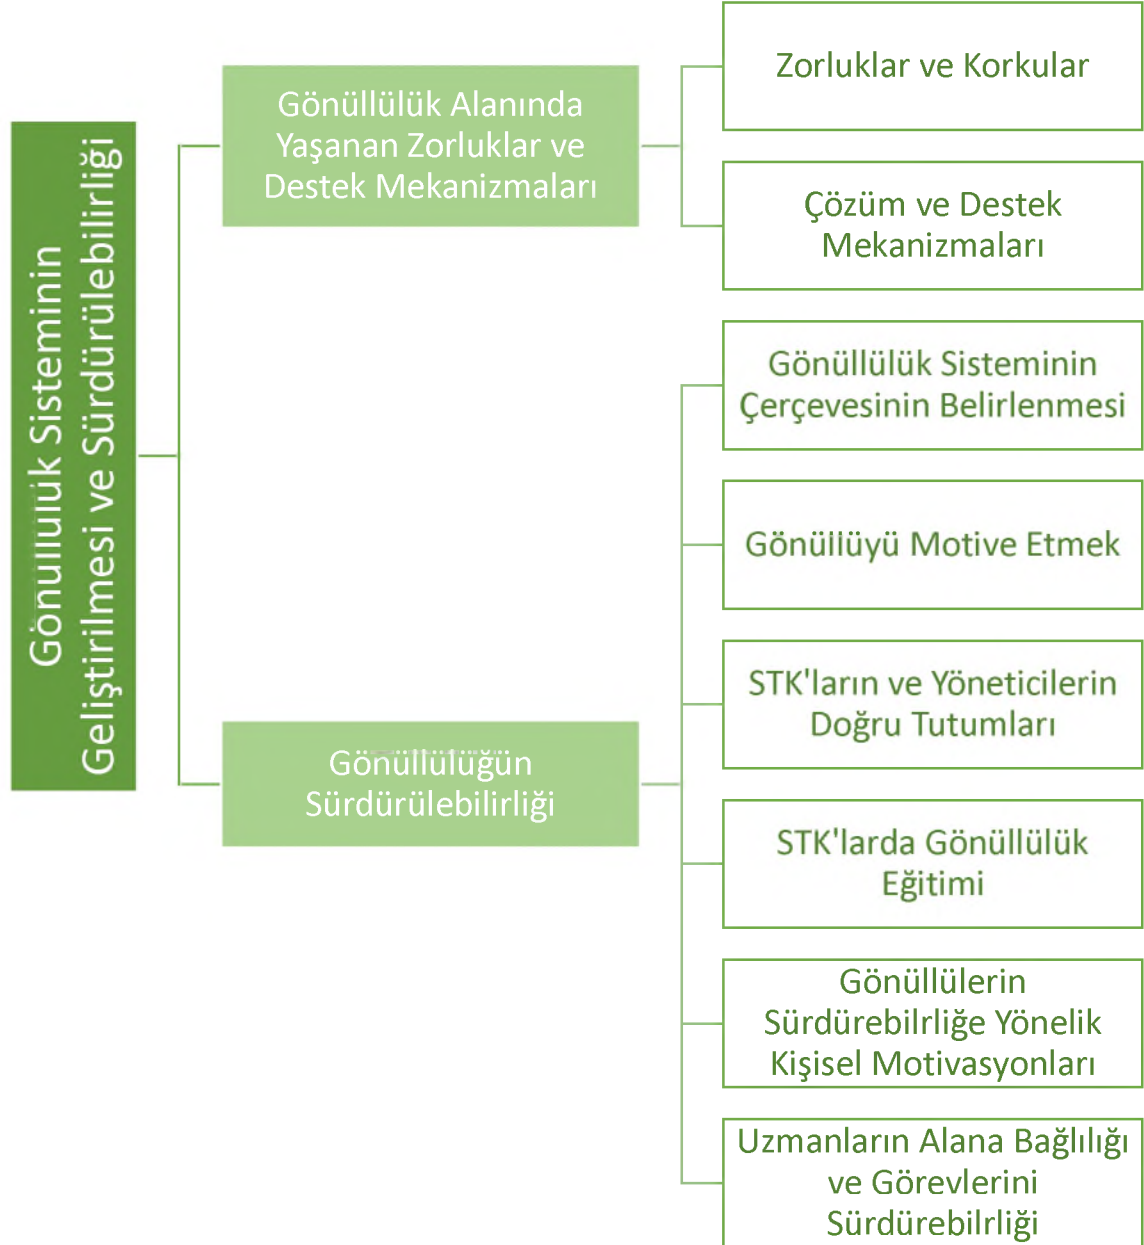 Gönüllülük Sisteminin
Geliştirilmesi ve Sürdürülebilirliği
Gönüllülük Alanında
Yaşanan Zorluklar ve
Destek Mekanizmaları
Zorluklar ve Korkular
Çözüm ve Destek
Mekanizmaları
Gönüllülüğün
Sürdürülebilirliği
Gönüllülük Sisteminin
Çerçevesinin Belirlenmesi
Gönüllüyü Motive Etmek
STK'ların ve Yöneticilerin
Doğru Tutumları
STK'larda Gönüllülük
Eğitimi
Gönüllülerin
Sürdürebilrliğe Yönelik
Kişisel Motivasyonları
Uzmanların Alana Bağlılığı
ve Görevlerini
Sürdürebilrliği